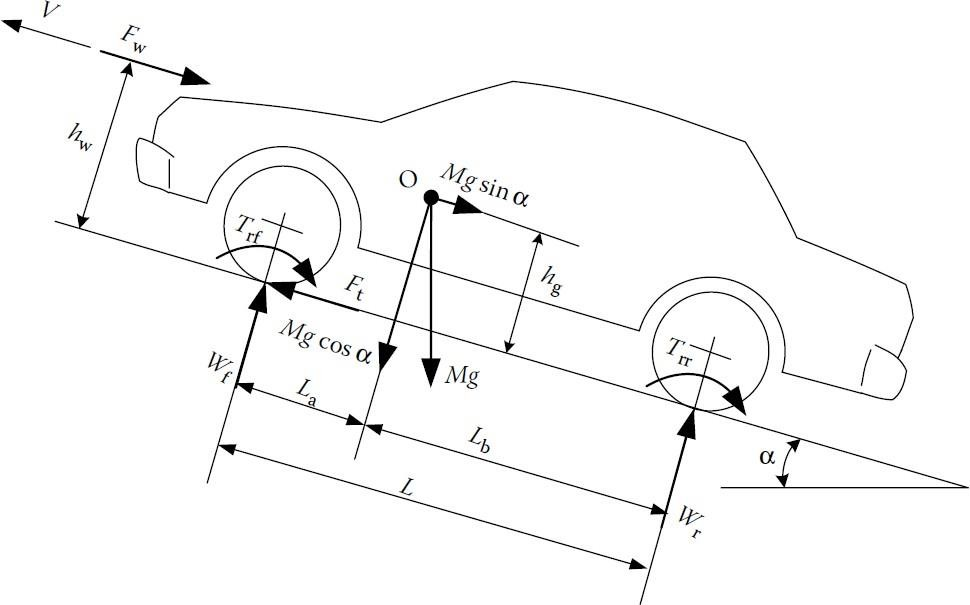 V
F_w
h_w
O
Mg sin α
T_rf
F_t
h_g
Mg cos α
Mg
W_f
L_a
T_rr
L_b
L
α
W_r